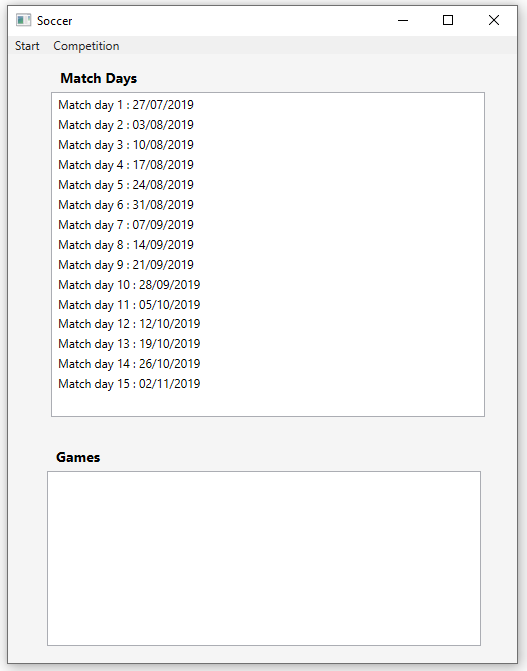 Soccer
Start Competition
Match Days
Match day 1 : 27/07/2019
Match day 2 : 03/08/2019
Match day 3 : 10/08/2019
Match day 4 : 17/08/2019
Match day 5 : 24/08/2019
Match day 6 : 31/08/2019
Match day 7 : 07/09/2019
Match day 8 : 14/09/2019
Match day 9 : 21/09/2019
Match day 10 : 28/09/2019
Match day 11 : 05/10/2019
Match day 12 : 12/10/2019
Match day 13 : 19/10/2019
Match day 14 : 26/10/2019
Match day 15 : 02/11/2019
Games